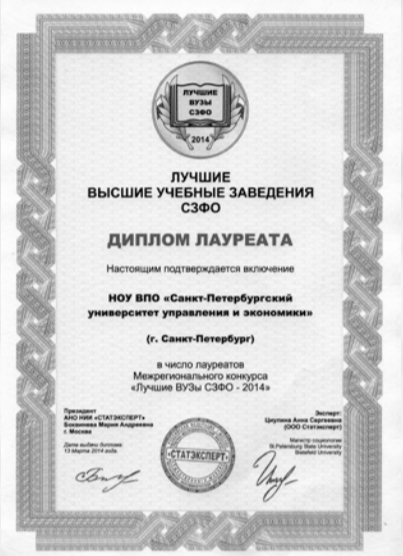 ЛУЧШИЕ
ВУЗЫ
СЗФО
2014
ЛУЧШИЕ
ВЫСШИЕ УЧЕБНЫЕ ЗАВЕДЕНИЯ
СЗФО
ДИПЛОМ ЛАУРЕАТА
Настоящим подтверждается включение
НОУ ВПО «Санкт-Петербургский
университет управления и экономики»
(г. Санкт-Петербург)
в число лауреатов
Межрегионального конкурса
«Лучшие ВУЗы СЗФО - 2014»
Президент
АНО НИИ «СТАТЭКСПЕРТ»
Боковикова Мария Андреевна
г. Москва
Дата выдачи диплома:
13 Марта 2014 года
Эксперт:
Цнулина Анна Сергеевна
(ООО Статэксперт)
Магистр социологии
St.Petersburg State University
Bielefeld University
«СТАТЭКСПЕРТ»